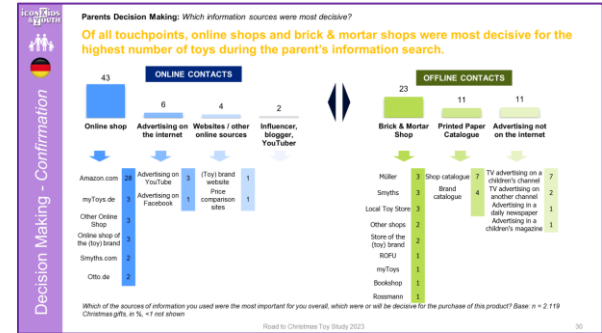 iCONKIDS
&YOUTH
Decision Making - Confirmation
Parents Decision Making: Which information sources were most decisive?
Of all touchpoints, online shops and brick & mortar shops were most decisive for the
highest number of toys during the parent's information search.
ONLINE CONTACTS
43
6
4
2
Online shop
Advertising on
the internet
Websites / other
online sources
Influencer,
blogger,
YouTuber
Amazon.com 28
myToys.de 3
Other Online
Shop 3
Online shop of
the (toy) brand 3
Smyths.com 2
Otto.de 2
Advertising on
YouTube 3
Advertising on
Facebook 1
(Toy) brand
website 1
Price
comparison
sites 1
OFFLINE CONTACTS
23
11
11
Brick & Mortar
Shop
Printed Paper
Catalogue
Advertising not
on the internet
Müller 3
Smyths 3
Local Toy Store 3
Other shops 2
Store of the
(toy) brand 2
ROFU 1
myToys 1
Bookshop 1
Rossmann 1
Shop catalogue 7
Brand
catalogue 4
TV advertising on a
children's channel 7
TV advertising on
another channel 2
Advertising in a
daily newspaper 1
Advertising in a
children's magazine 1
Which of the sources of information you used were the most important for you overall, which were or will be decisive for the purchase of this product? Base: n = 2.119
Christmas gifts, in %, <1 not shown
Road to Christmas Toy Study 2023
30